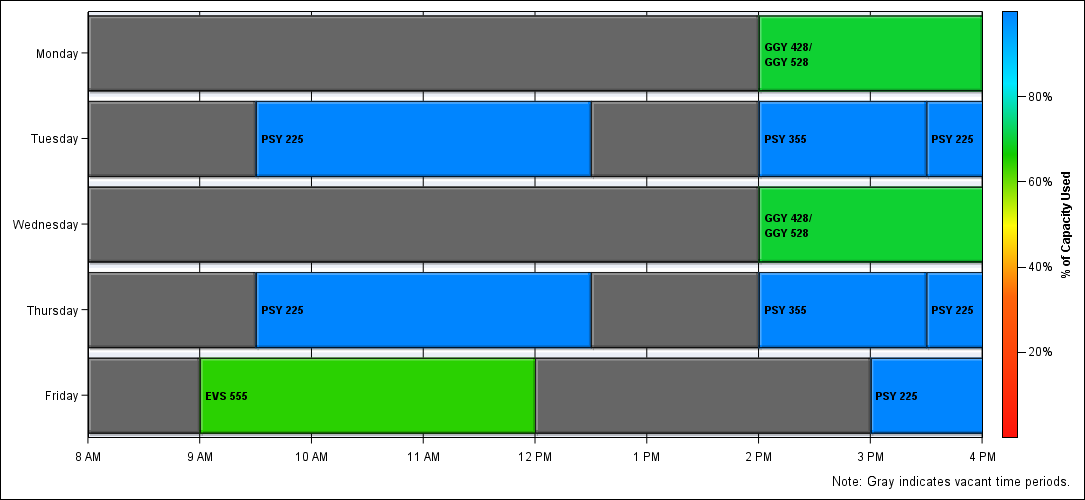 Monday
GGY 428/
GGY 528
Tuesday
PSY 225
PSY 355
PSY 225
Wednesday
GGY 428/
GGY 528
Thursday
PSY 225
PSY 355
PSY 225
Friday
EVS 555
PSY 225
8 AM 9 AM 10 AM 11 AM 12 PM 1 PM 2 PM 3 PM 4 PM
80%
60%
40%
20%
% of Capacity Used
Note: Gray indicates vacant time periods.